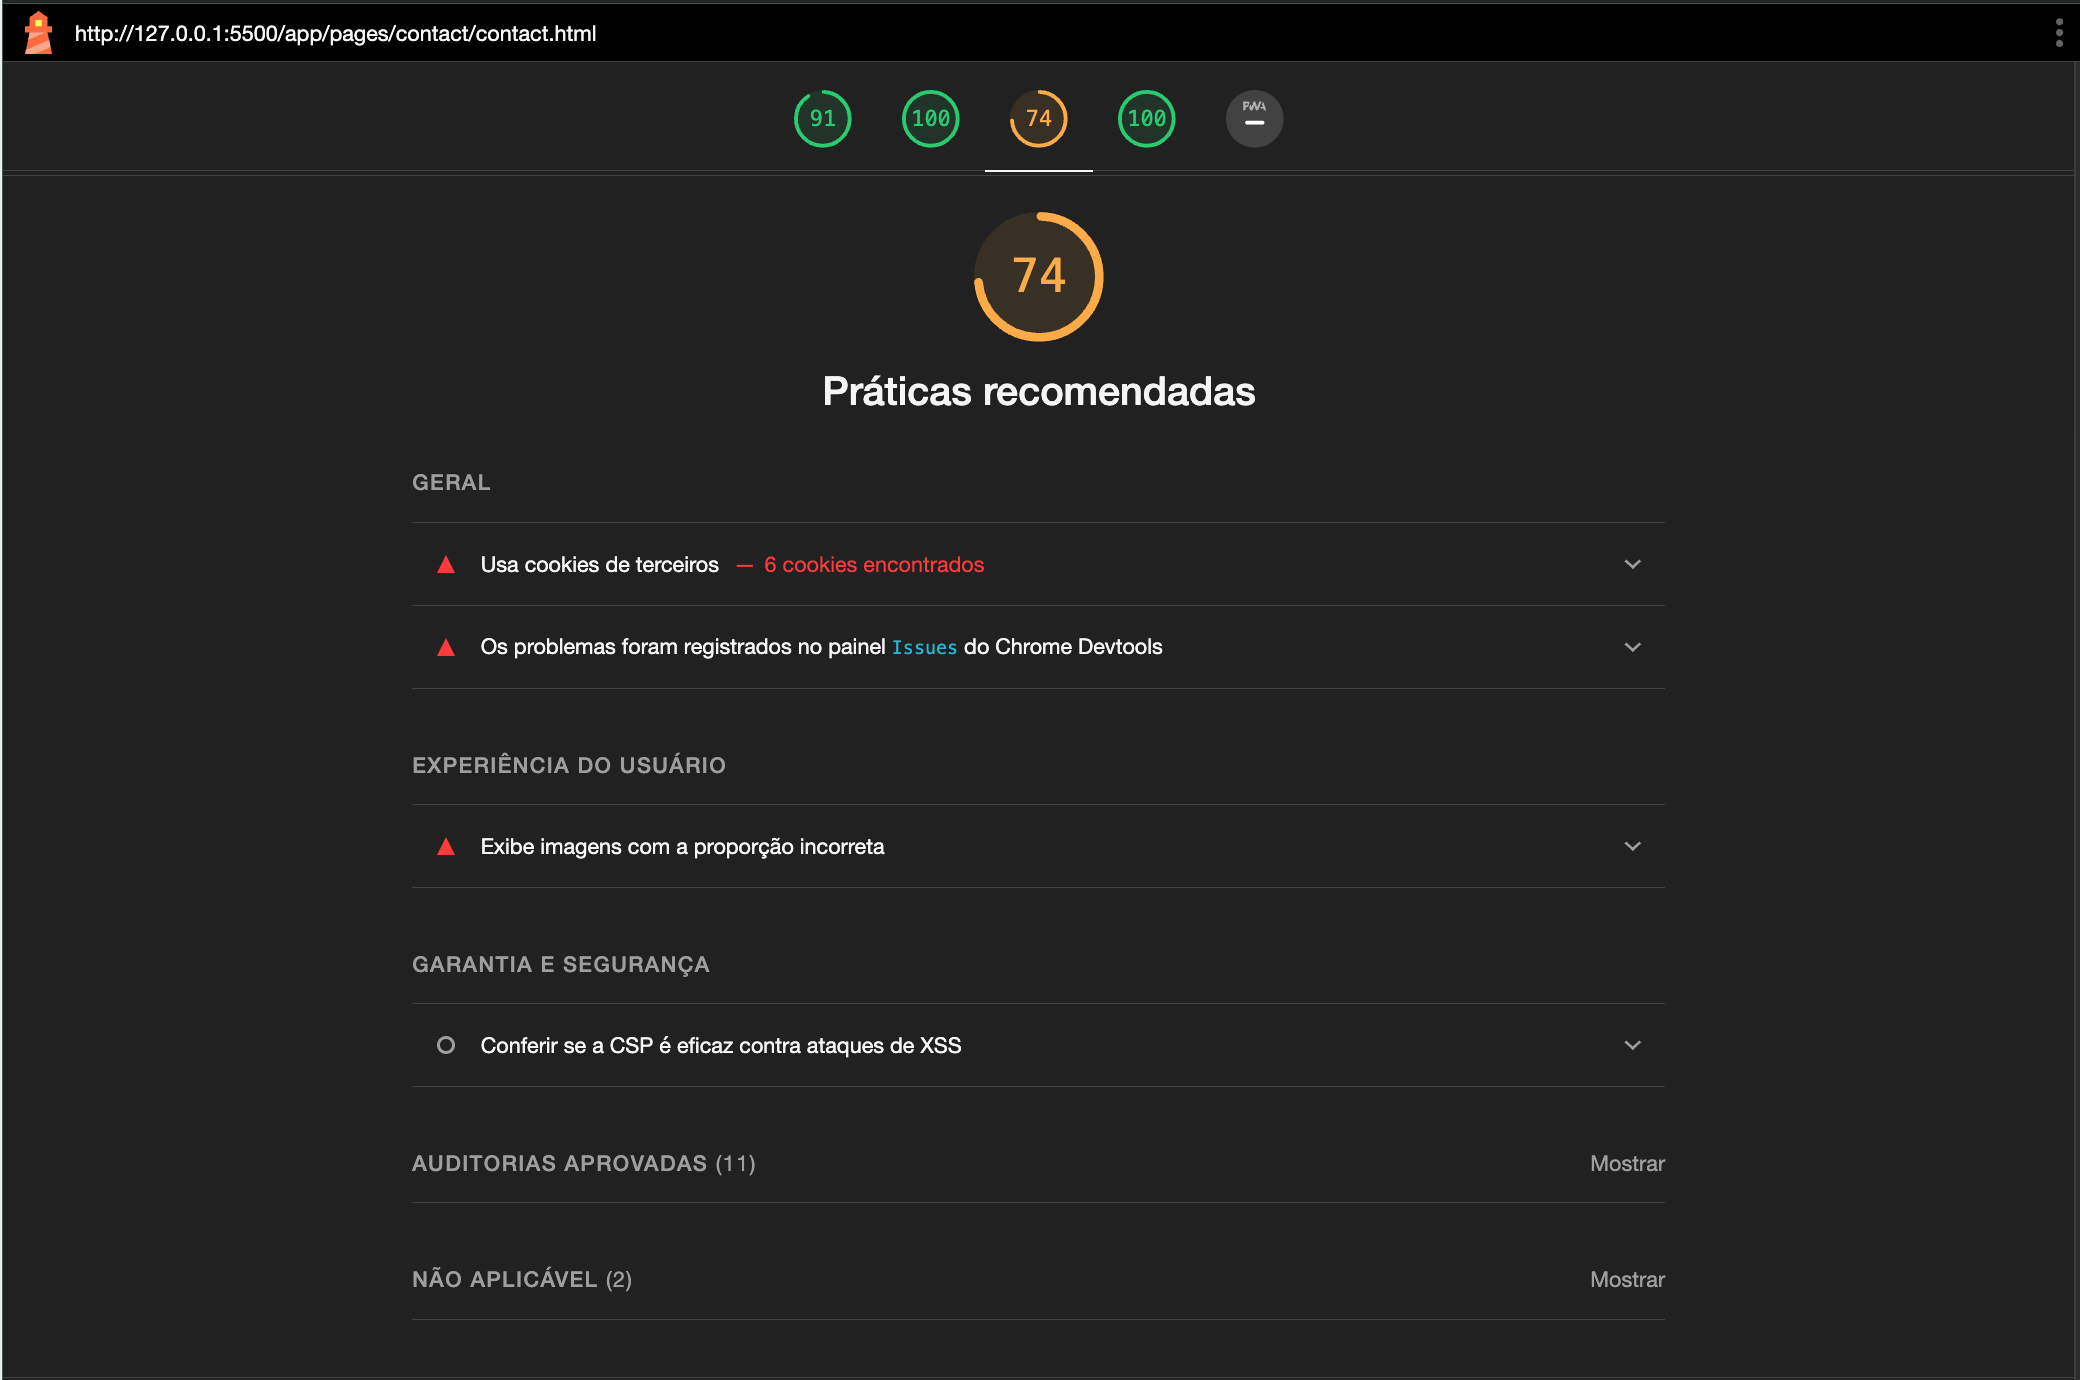 http://127.0.0.1:5500/app/pages/contact/contact.html
91 100 74 100 PWA
74
Práticas recomendadas
GERAL
Usa cookies de terceiros — 6 cookies encontrados
Os problemas foram registrados no painel Issues do Chrome Devtools
EXPERIÊNCIA DO USUÁRIO
Exibe imagens com a proporção incorreta
GARANTIA E SEGURANÇA
Conferir se a CSP é eficaz contra ataques de XSS
AUDITORIAS APROVADAS (11) Mostrar
NÃO APLICÁVEL (2) Mostrar